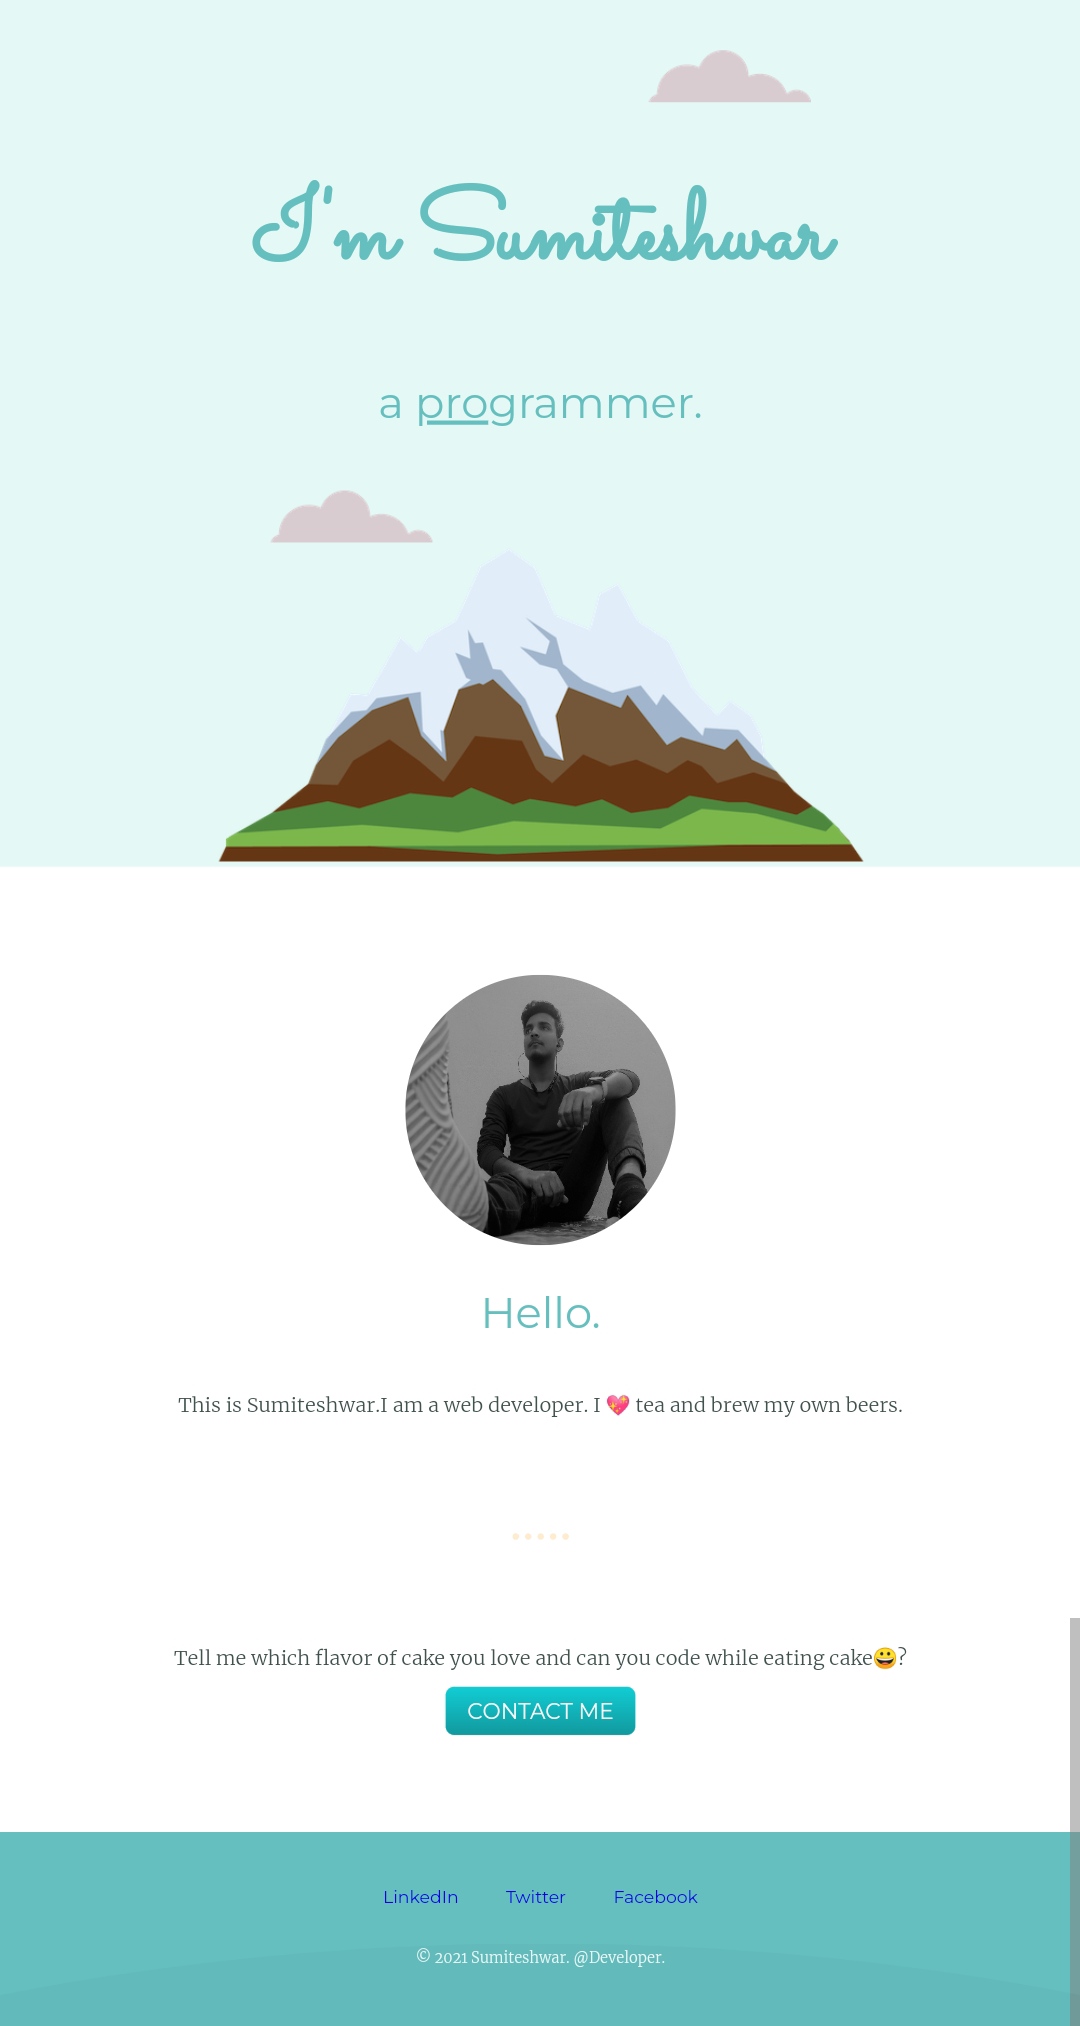 I'm Sumiteshwar
a programmer.
Hello.
This is Sumiteshwar.I am a web developer. I 💖 tea and brew my own beers.
Tell me which flavor of cake you love and can you code while eating cake😀?
CONTACT ME
LinkedIn Twitter Facebook
© 2021 Sumiteshwar. @Developer.